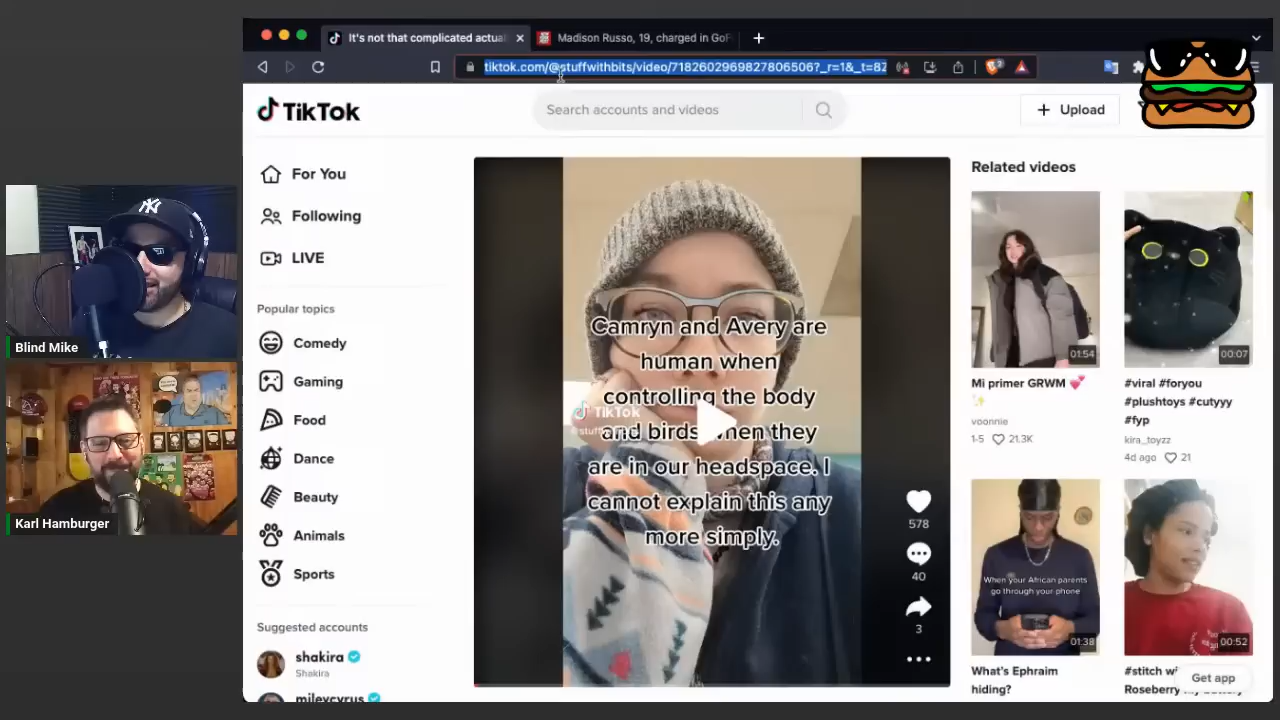 It's not that complicated actua
Madison Russo, 19, charged in GoF
tiktok.com/@stuffwithbits/video/7182602969827806506?_r=1&_t=82
TikTok
Search accounts and videos
Upload
For You
Following
LIVE
Popular topics
Comedy
Gaming
Food
Dance
Beauty
Animals
Sports
Suggested accounts
shakira
Shakira
mileycyrus
Blind Mike
Karl Hamburger
Camryn and Avery are
human when
controlling the body
and birds when they
are in our headspace. I
cannot explain this any
more simply.
TikTok
578
40
3
Related videos
01:54
Mi primer GRWM
voonnie
1-5 21.3K
00:07
#viral #foryou
#plushtoys #cutyyy
#fyp
kira_toyzz
4d ago 21
When your African parents
go through your phone
01:38
What's Ephraim
hiding?
00:52
#stitch wi
Roseberry
Get app